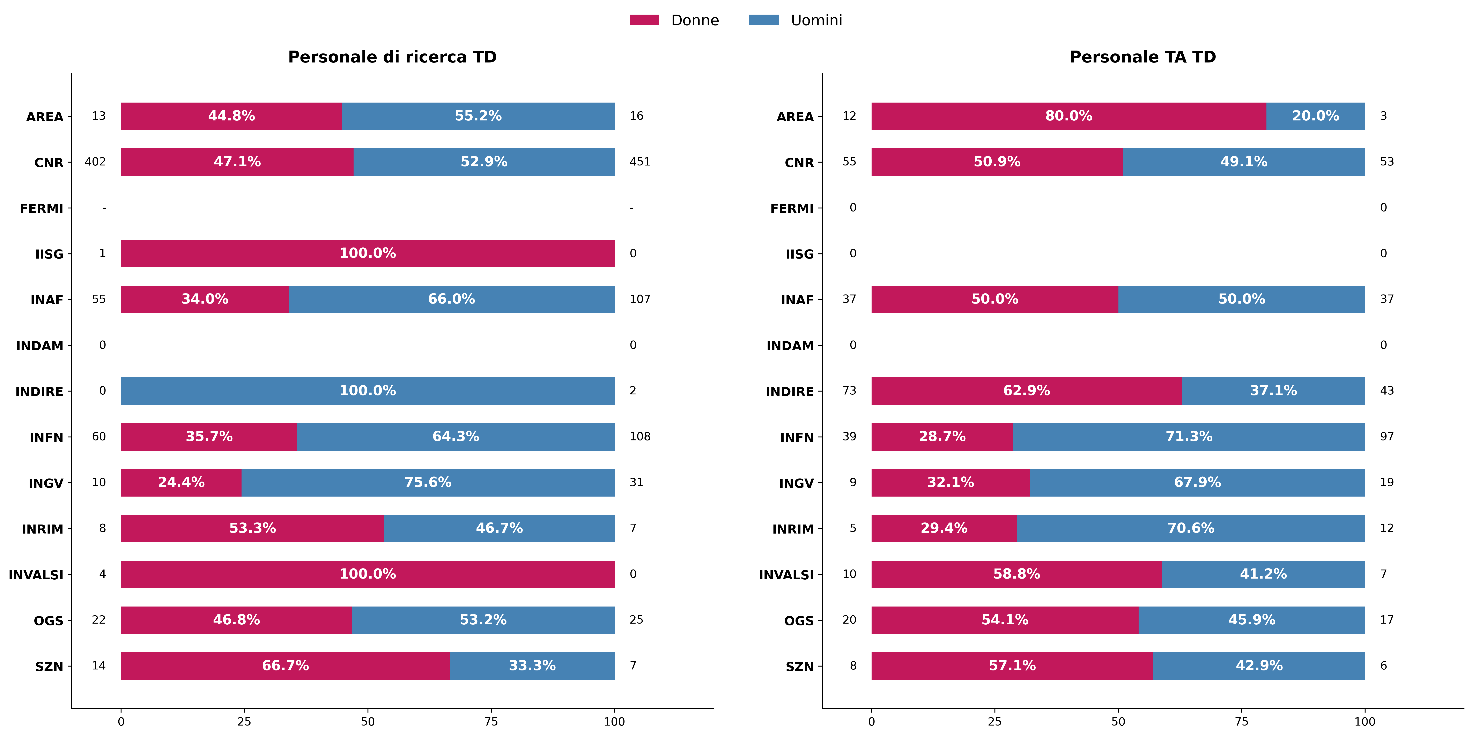 Donne Uomini
Personale di ricerca TD
AREA 13 44.8% 55.2% 16
CNR 402 47.1% 52.9% 451
FERMI - -
IISG 1 100.0% 0
INAF 55 34.0% 66.0% 107
INDAM 0 0
INDIRE 0 100.0% 2
INFN 60 35.7% 64.3% 108
INGV 10 24.4% 75.6% 31
INRIM 8 53.3% 46.7% 7
INVALSI 4 100.0% 0
OGS 22 46.8% 53.2% 25
SZN 14 66.7% 33.3% 7
0 25 50 75 100
Personale TA TD
AREA 12 80.0% 20.0% 3
CNR 55 50.9% 49.1% 53
FERMI 0 0
IISG 0 0
INAF 37 50.0% 50.0% 37
INDAM 0 0
INDIRE 73 62.9% 37.1% 43
INFN 39 28.7% 71.3% 97
INGV 9 32.1% 67.9% 19
INRIM 5 29.4% 70.6% 12
INVALSI 10 58.8% 41.2% 7
OGS 20 54.1% 45.9% 17
SZN 8 57.1% 42.9% 6
0 25 50 75 100